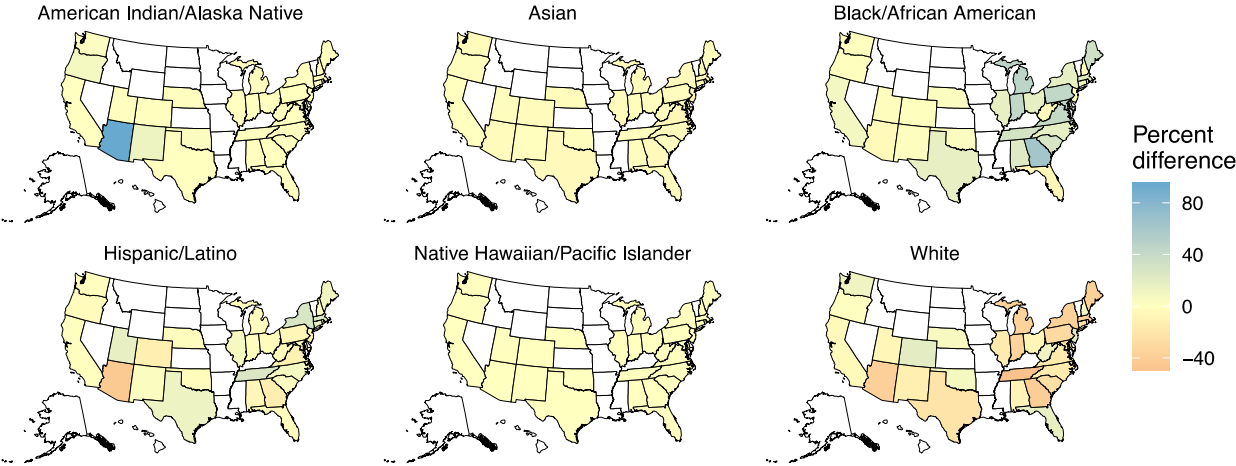 American Indian/Alaska Native
Asian
Black/African American
Percent
difference
80
40
0
−40
Hispanic/Latino
Native Hawaiian/Pacific Islander
White